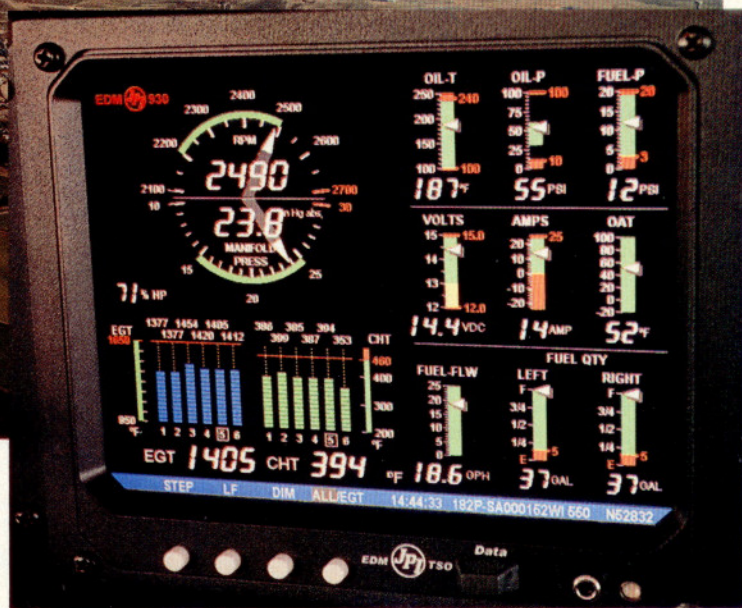 EDM JPI 930
2400
2300 2500
2200 RPM 2600
2490
2100 2700
10 30
23.8 in Hg abs
MANIFOLD
PRESS
15 25
20
71% HP
OIL-T OIL-P FUEL-P
250 240 100 100 20 20
200 75 15
150 50 10
25 5 3
100 100 0 10 0
187°F 55 PSI 12 PSI
VOLTS AMPS OAT
15 15.0 25 100
20 80
14 10 60
0 40
13 -10 20
-20 0
12 12.0 -20
14.4 VDC 14 AMP 52°F
FUEL QTY
FUEL-FLW LEFT RIGHT
25 F F
20 3/4 3/4
15 1/2 1/2
10 1/4 1/4
5 5 5
0 E E
18.6 GPH 37 GAL 37 GAL
EGT 1377 1454 1405
1650 1377 1420 1412
386 385 394 CHT
399 387 353 460
400
300
950 200
°F 1 2 3 4 5 6 1 2 3 4 5 6 °F
EGT 1405 CHT 394 °F
STEP LF DIM ALL/EGT 14:44:33 182P-SA000152WI 550 N52832
EDM JPI TSO Data